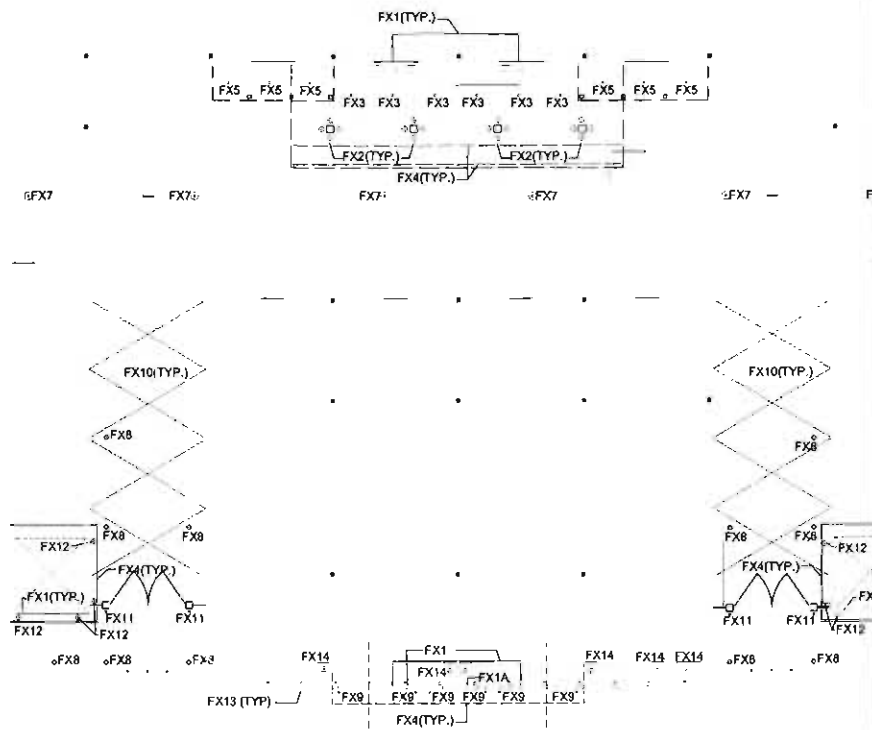 FX1(TYP.)
FX5 FX5 FX5 FX5 FX5 FX5
FX3 FX3 FX3 FX3 FX3 FX3
FX2(TYP.) FX2(TYP.)
FX4(TYP.)
FX7 FX7 FX7 FX7 FX7
FX10(TYP.) FX10(TYP.)
FX8 FX8
FX8 FX8 FX8 FX8
FX12 FX12
FX4(TYP.) FX4(TYP.)
FX1(TYP.)
FX12 FX12 FX11 FX11 FX11 FX11 FX12
FX8 FX8 FX8 FX14 FX1 FX14 FX14 FX14 FX8 FX8
FX14 FX1A
FX13 (TYP) FX9 FX9 FX9 FX9 FX9 FX9
FX4(TYP.)